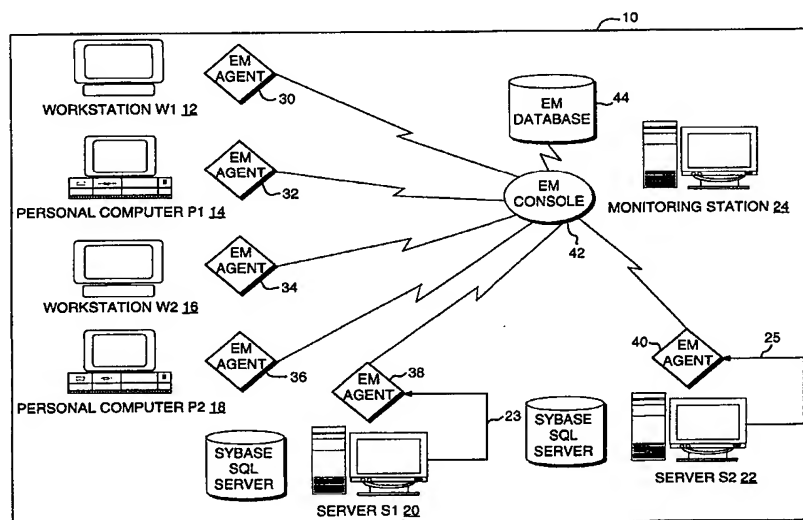 10
EM
AGENT
30
WORKSTATION W1 12
EM
DATABASE
44
EM
AGENT
32
PERSONAL COMPUTER P1 14
EM
CONSOLE
42
MONITORING STATION 24
EM
AGENT
34
WORKSTATION W2 16
EM
AGENT
36
PERSONAL COMPUTER P2 18
EM
AGENT
38
23
40
EM
AGENT
25
SYBASE
SQL
SERVER
SERVER S1 20
SYBASE
SQL
SERVER
SERVER S2 22